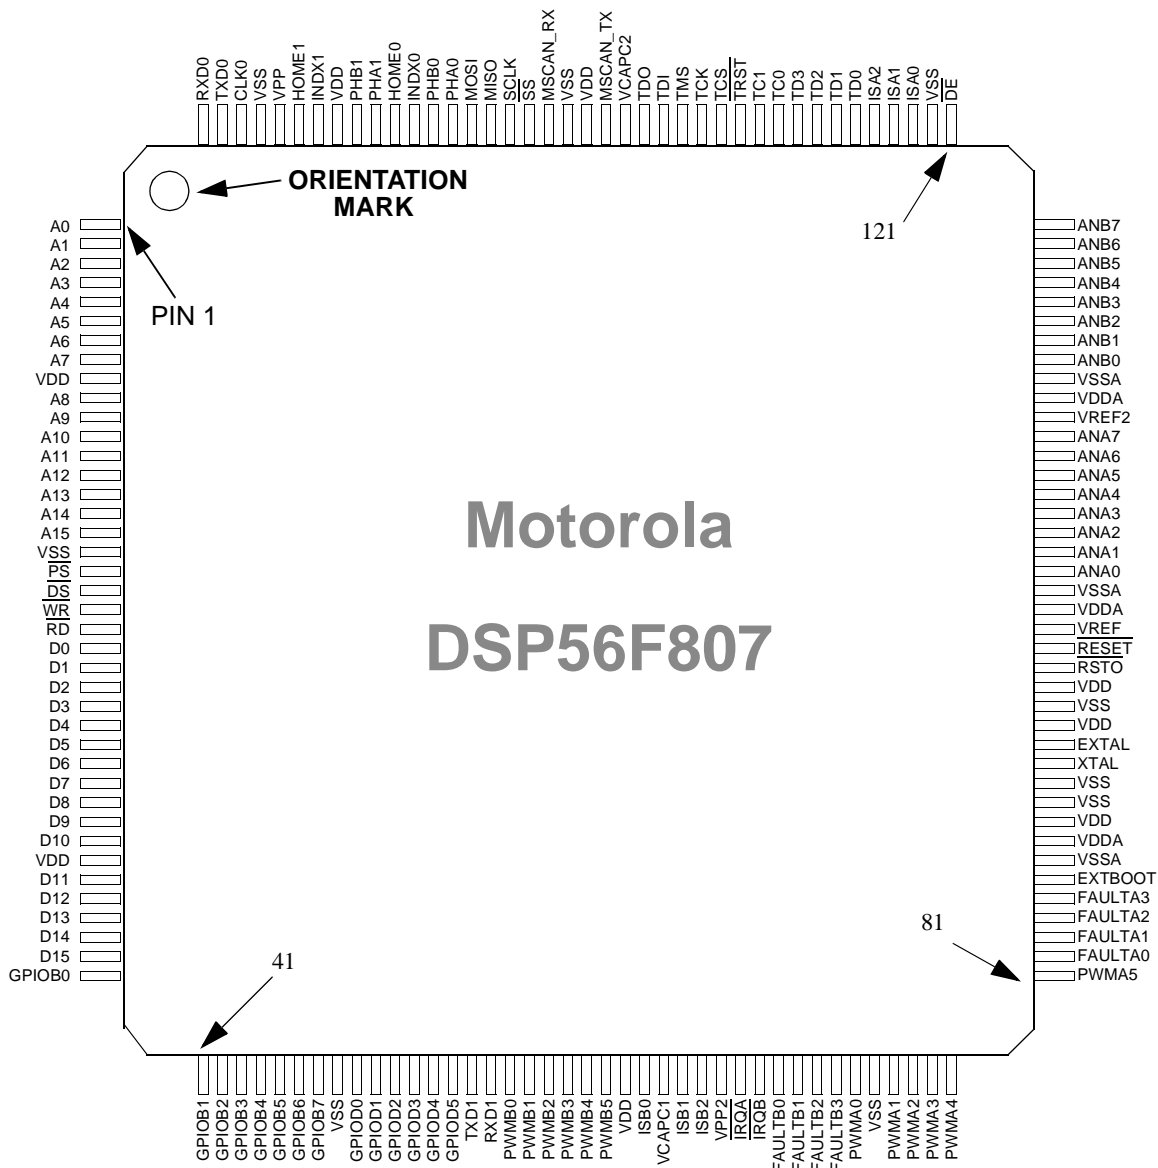 RXD0
TXD0
CLK0
VSS
VPP
HOME1
INDX1
VDD
PHB1
PHA1
HOME0
INDX0
PHB0
PHA0
MOSI
MISO
SCLK
SS
MSCAN_RX
VSS
VDD
MSCAN_TX
VCAPC2
TDO
TDI
TMS
TCK
TCS
TRST
TC1
TC0
TD3
TD2
TD1
TD0
ISA2
ISA1
ISA0
VSS
DE
ORIENTATION
MARK
PIN 1
121
A0
A1
A2
A3
A4
A5
A6
A7
VDD
A8
A9
A10
A11
A12
A13
A14
A15
VSS
PS
DS
WR
RD
D0
D1
D2
D3
D4
D5
D6
D7
D8
D9
D10
VDD
D11
D12
D13
D14
D15
GPIOB0
Motorola
DSP56F807
ANB7
ANB6
ANB5
ANB4
ANB3
ANB2
ANB1
ANB0
VSSA
VDDA
VREF2
ANA7
ANA6
ANA5
ANA4
ANA3
ANA2
ANA1
ANA0
VSSA
VDDA
VREF
RESET
RSTO
VDD
VSS
VDD
EXTAL
XTAL
VSS
VSS
VDD
VDDA
VSSA
EXTBOOT
FAULTA3
FAULTA2
FAULTA1
FAULTA0
PWMA5
41
81
GPIOB1
GPIOB2
GPIOB3
GPIOB4
GPIOB5
GPIOB6
GPIOB7
VSS
GPIOD0
GPIOD1
GPIOD2
GPIOD3
GPIOD4
GPIOD5
TXD1
RXD1
PWMB0
PWMB1
PWMB2
PWMB3
PWMB4
PWMB5
VDD
ISB0
VCAPC1
ISB1
ISB2
VPP2
IRQA
IRQB
FAULTB0
FAULTB1
FAULTB2
FAULTB3
PWMA0
VSS
PWMA1
PWMA2
PWMA3
PWMA4